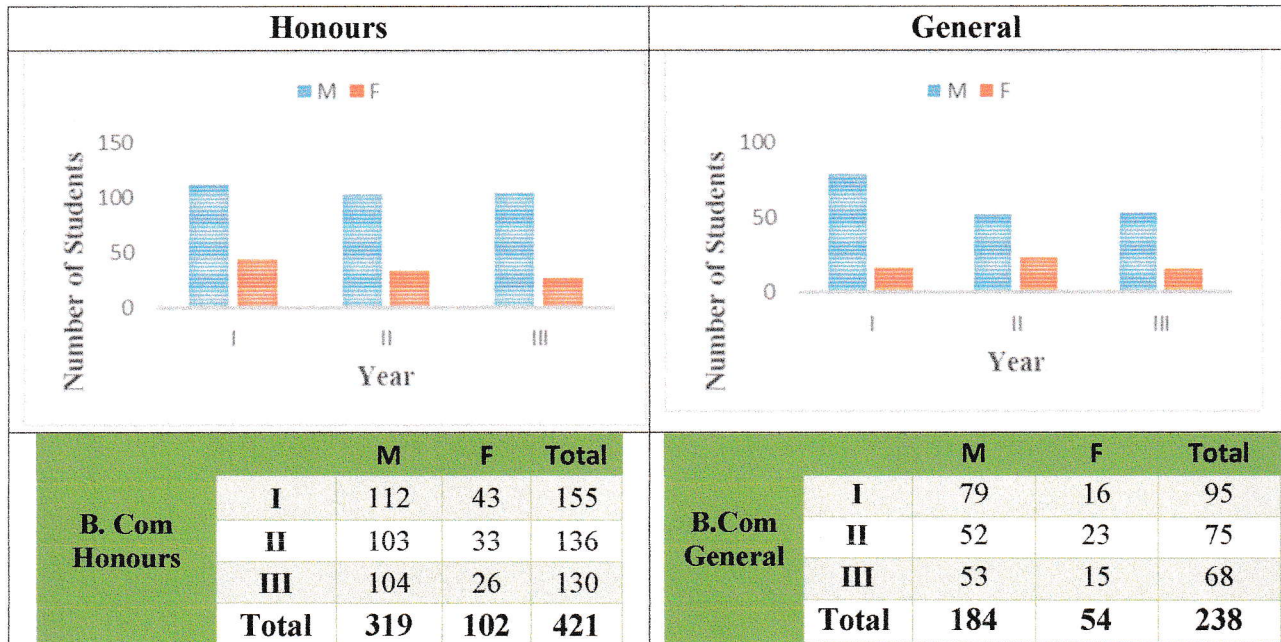 Honours
General
M F
150
100
50
0
Number of Students
I II III
Year
M F
100
50
0
Number of Students
I II III
Year
M F Total
B. Com
Honours
I 112 43 155
II 103 33 136
III 104 26 130
Total 319 102 421
M F Total
B.Com
General
I 79 16 95
II 52 23 75
III 53 15 68
Total 184 54 238